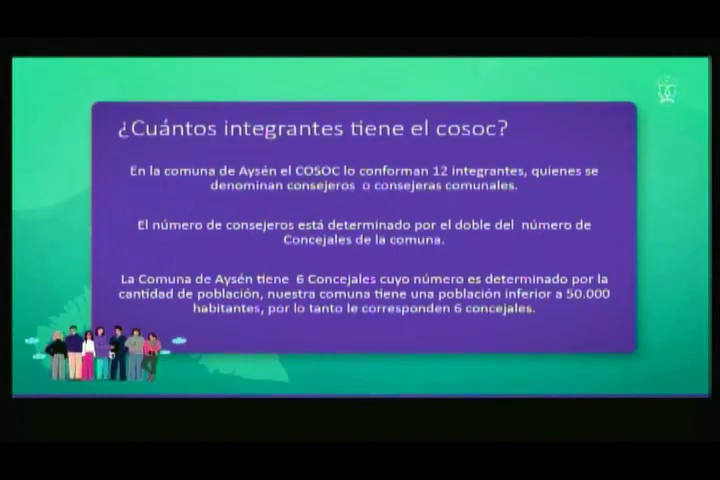 ¿Cuántos integrantes tiene el cosoc?
En la comuna de Aysén el COSOC lo conforman 12 integrantes, quienes se
denominan consejeros o consejeras comunales.
El número de consejeros está determinado por el doble del número de
Concejales de la comuna.
La Comuna de Aysén tiene 6 Concejales cuyo número es determinado por la
cantidad de población, nuestra comuna tiene una población inferior a 50.000
habitantes, por lo tanto le corresponden 6 concejales.